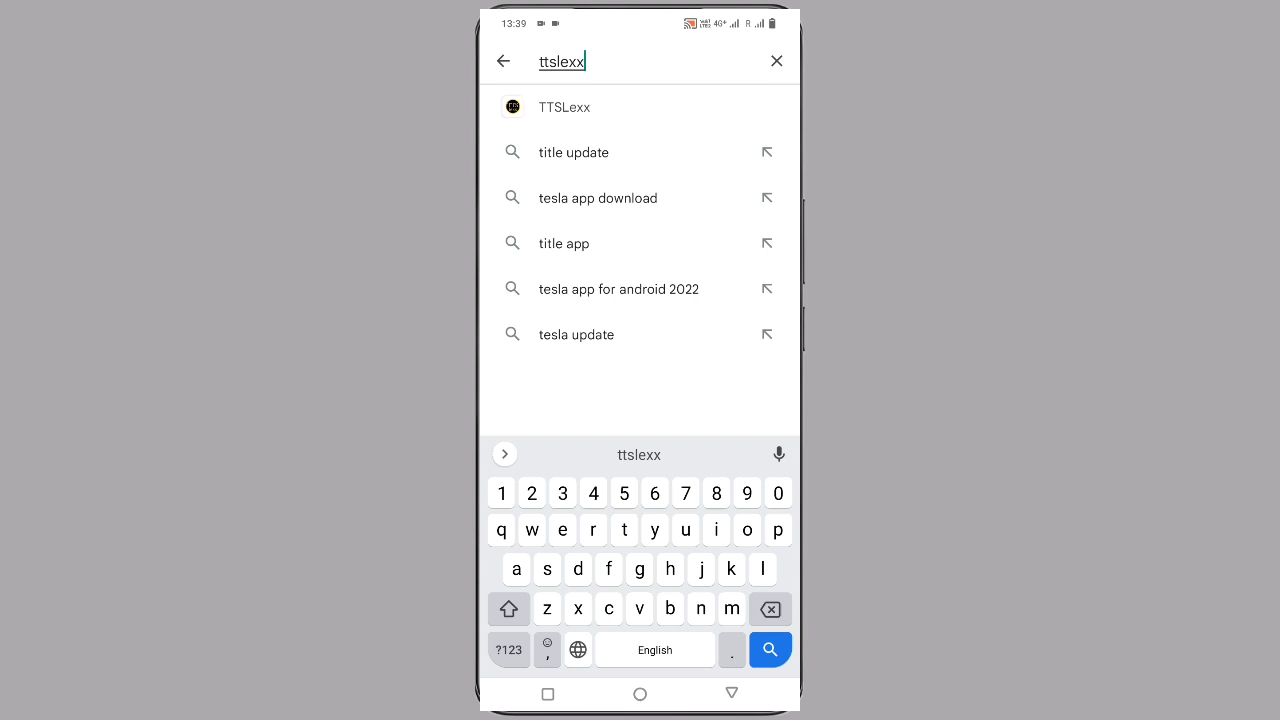 13:39 4G+ R
ttslexx
TTSLexx
title update
tesla app download
title app
tesla app for android 2022
tesla update
ttslexx
1 2 3 4 5 6 7 8 9 0
q w e r t y u i o p
a s d f g h j k l
z x c v b n m
?123 , English .